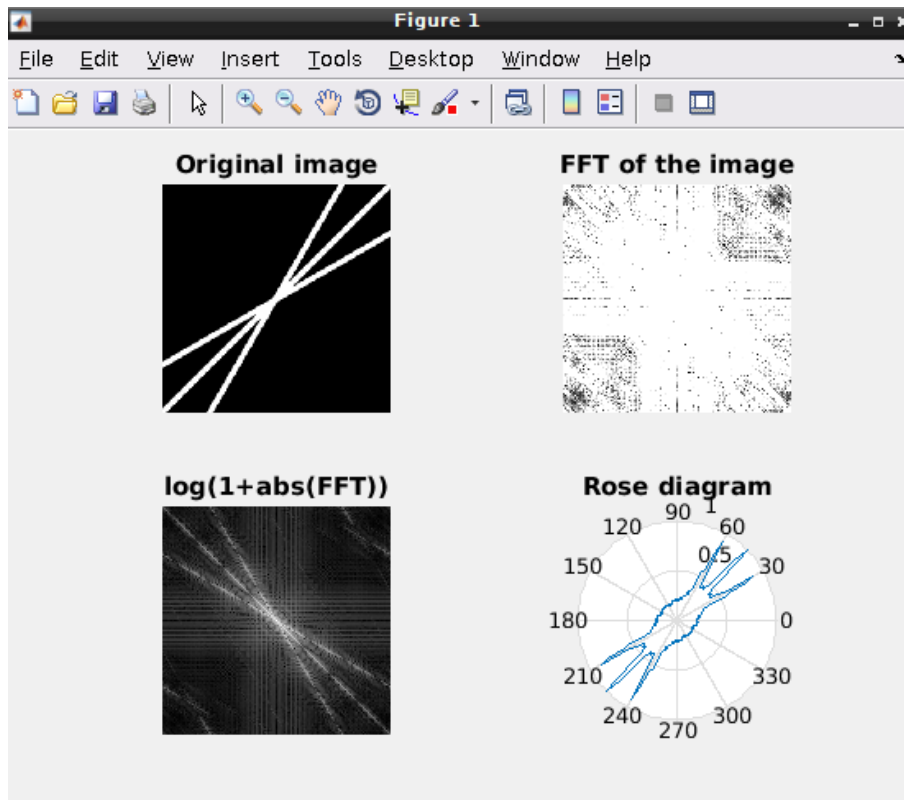 Figure 1
File Edit View Insert Tools Desktop Window Help
Original image
FFT of the image
log(1+abs(FFT))
Rose diagram
90 1
120 60
0.5
150 30
180 0
210 330
240 300
270